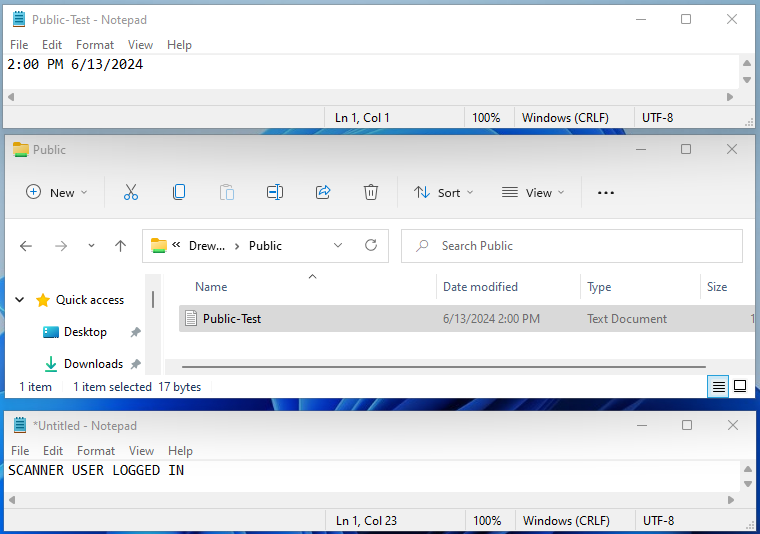 Public-Test - Notepad
File Edit Format View Help
2:00 PM 6/13/2024
Ln 1, Col 1 100% Windows (CRLF) UTF-8
Public
New Sort View
Drew... Public Search Public
Name Date modified Type Size
Quick access
Public-Test 6/13/2024 2:00 PM Text Document 1
Desktop
Downloads
1 item 1 item selected 17 bytes
*Untitled - Notepad
File Edit Format View Help
SCANNER USER LOGGED IN
Ln 1, Col 23 100% Windows (CRLF) UTF-8